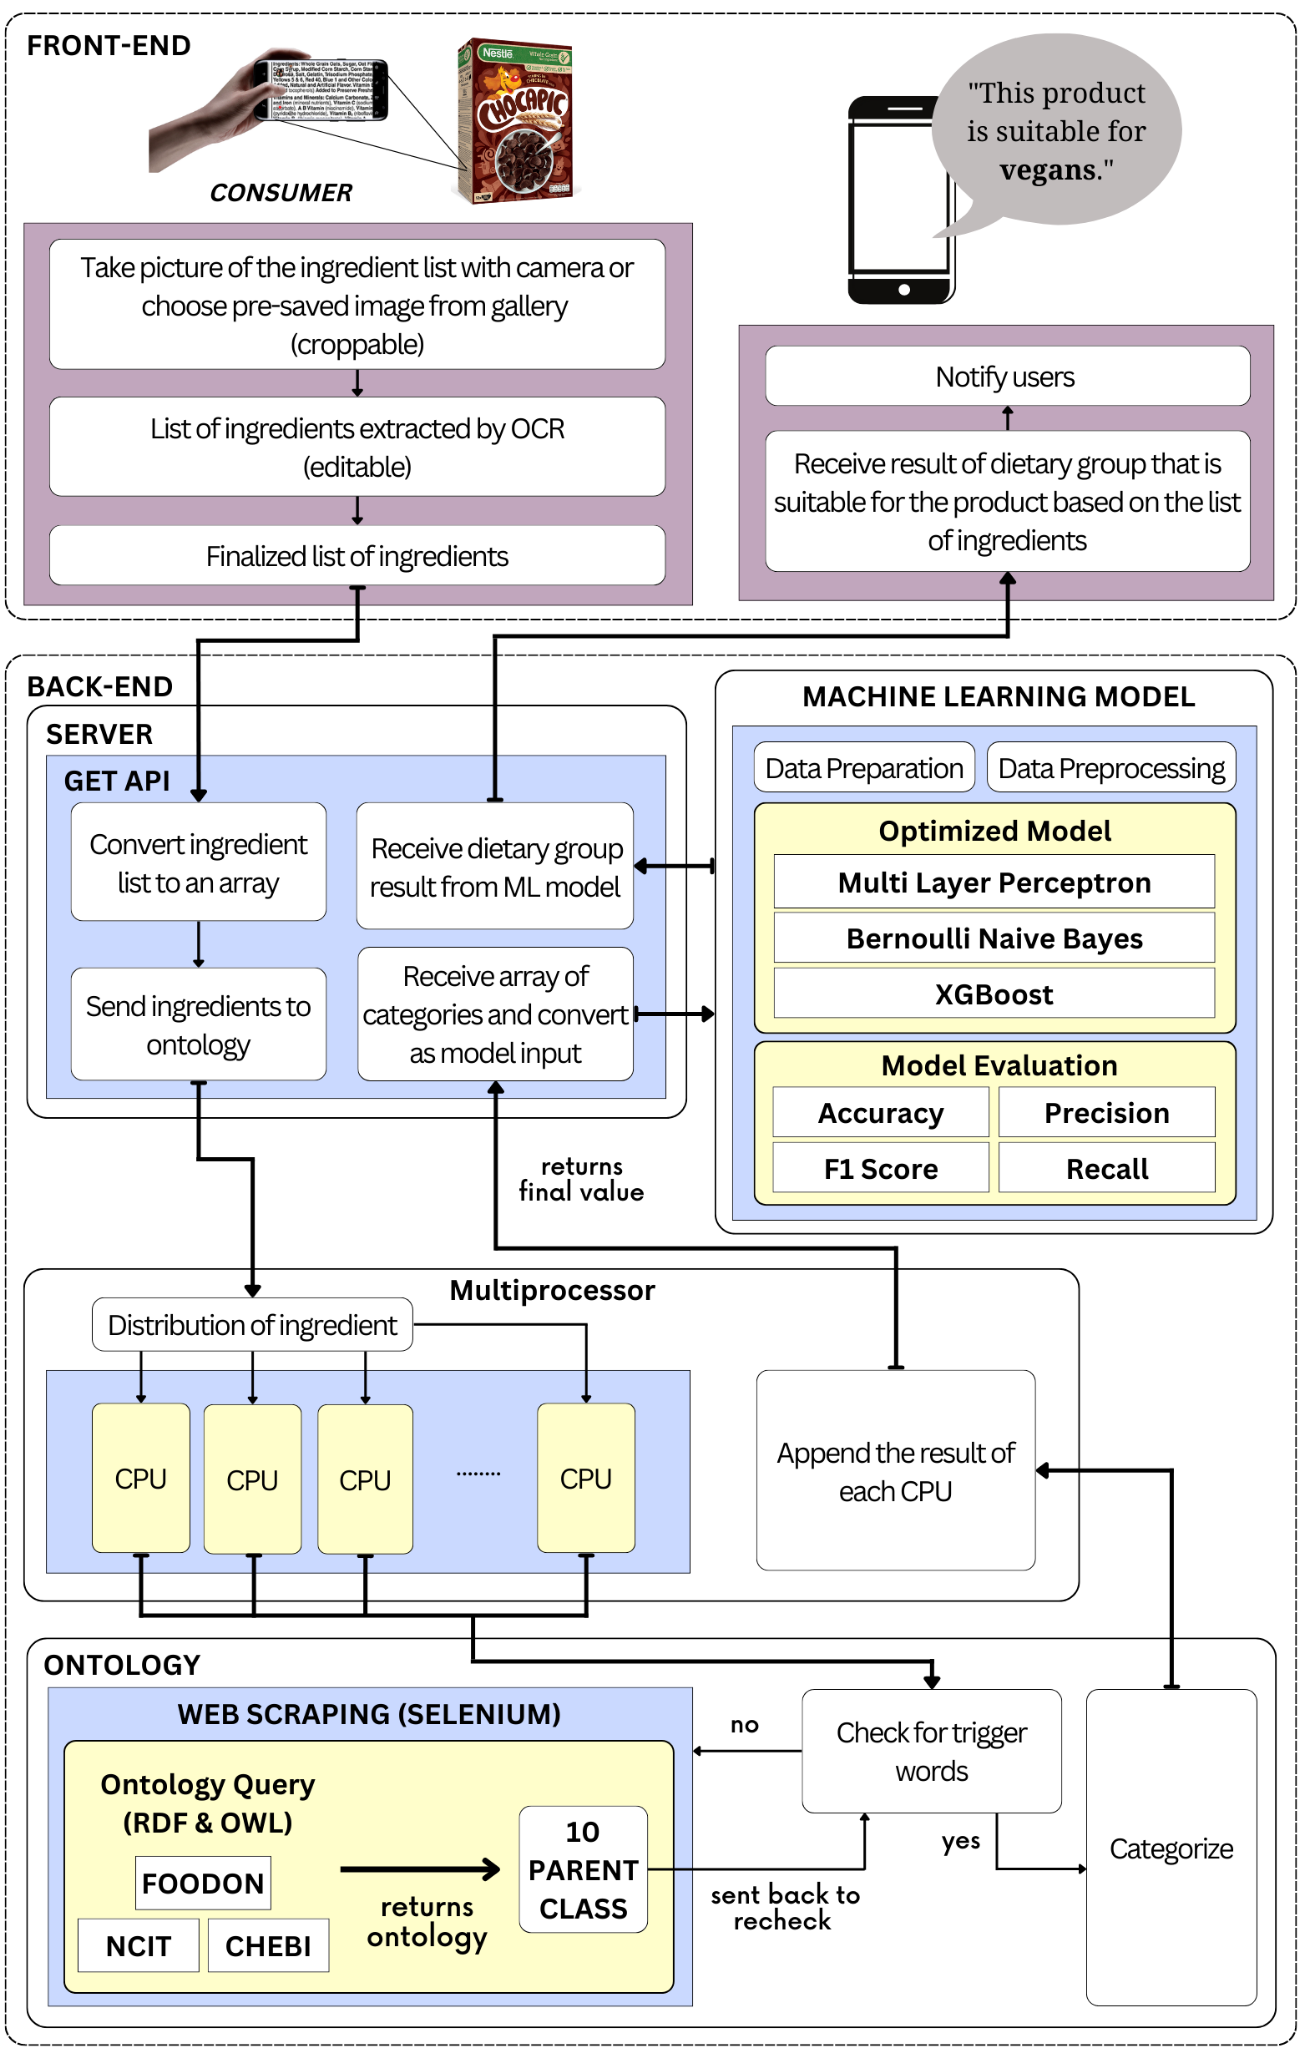 FRONT-END
Nestlé
CHOCAPIC
CONSUMER
"This product
is suitable for
vegans."
Take picture of the ingredient list with camera or
choose pre-saved image from gallery
(croppable)
List of ingredients extracted by OCR
(editable)
Finalized list of ingredients
Notify users
Receive result of dietary group that is
suitable for the product based on the list
of ingredients
BACK-END
SERVER
GET API
Convert ingredient
list to an array
Send ingredients to
ontology
Receive dietary group
result from ML model
Receive array of
categories and convert
as model input
MACHINE LEARNING MODEL
Data Preparation
Data Preprocessing
Optimized Model
Multi Layer Perceptron
Bernoulli Naive Bayes
XGBoost
Model Evaluation
Accuracy
Precision
F1 Score
Recall
returns
final value
Multiprocessor
Distribution of ingredient
CPU
CPU
CPU
........
CPU
Append the result of
each CPU
ONTOLOGY
WEB SCRAPING (SELENIUM)
Ontology Query
(RDF & OWL)
FOODON
NCIT
CHEBI
returns
ontology
10
PARENT
CLASS
no
Check for trigger
words
yes
sent back to
recheck
Categorize